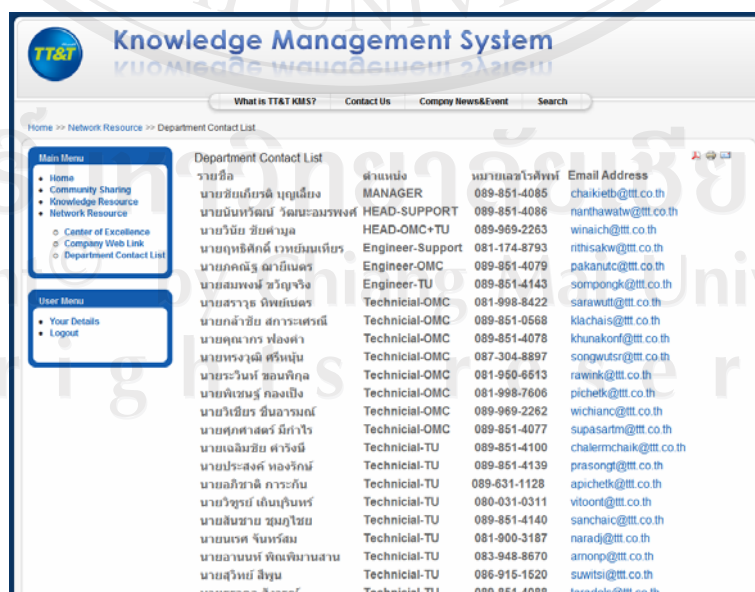 TT&T
Knowledge Management System
What is TT&T KMS? Contact Us Compny News&Event Search
Home >> Network Resource >> Department Contact List
Main Menu
Home
Community Sharing
Knowledge Resource
Network Resource
Center of Excellence
Company Web Link
Department Contact List
User Menu
Your Details
Logout
Department Contact List
รายชื่อ ตำแหน่ง หมายเลขโรศัพท์ Email Address
นายชัยเกียรติ บุญเลี้ยง MANAGER 089-851-4085 chaikietb@ttt.co.th
นายนันทวัฒน์ วัฒนะอมรพงศ์ HEAD-SUPPORT 089-851-4086 nanthawatw@ttt.co.th
นายวินัย ชัยคำมูล HEAD-OMC+TU 089-969-2263 winaich@ttt.co.th
นายฤทธิศักดิ์ เวทย์มนเทียร Engineer-Support 081-174-8793 rithisakw@ttt.co.th
นายภคณัฐ ฌายีเนตร Engineer-OMC 089-851-4079 pakanutc@ttt.co.th
นายสมพงษ์ ขวัญจริง Engineer-TU 089-851-4143 sompongk@ttt.co.th
นายสราวุธ ทิพย์เนตร Technicial-OMC 081-998-8422 sarawutt@ttt.co.th
นายกล้าชัย สการะเศรณี Technicial-OMC 089-851-0568 klachais@ttt.co.th
นายคุณากร ฟองคำ Technicial-OMC 089-851-4078 khunakonf@ttt.co.th
นายทรงวุฒิ ศรีหนุ้น Technicial-OMC 087-304-8897 songwutsr@ttt.co.th
นายระวินท์ ขอนพิกุล Technicial-OMC 081-950-6513 rawink@ttt.co.th
นายพิเชษฐ์ กองเป็ง Technicial-OMC 081-998-7606 pichetk@ttt.co.th
นายวิเชียร ชื่นอารมณ์ Technicial-OMC 089-969-2262 wichianc@ttt.co.th
นายศุภศาสตร์ มีกำไร Technicial-OMC 089-851-4077 supasartm@ttt.co.th
นายเฉลิมชัย คำรังษี Technicial-TU 089-851-4100 chalermchaik@ttt.co.th
นายประสงค์ ทองรักษ์ Technicial-TU 089-851-4139 prasongt@ttt.co.th
นายอภิชาติ การะกัน Technicial-TU 089-631-1128 apichetk@ttt.co.th
นายวิฑูรย์ เถินบุรินทร์ Technicial-TU 080-031-0311 vitoont@ttt.co.th
นายสันชาย ชุมภูไชย Technicial-TU 089-851-4140 sanchaic@ttt.co.th
นายนเรศ จันทร์สม Technicial-TU 081-900-3187 naradj@ttt.co.th
นายอานนท์ พิณพิมานสาน Technicial-TU 083-948-8670 arnonp@ttt.co.th
นายสุวิทย์ สีพูน Technicial-TU 086-915-1520 suwitsi@ttt.co.th
Technicial-TU 089-851-4088